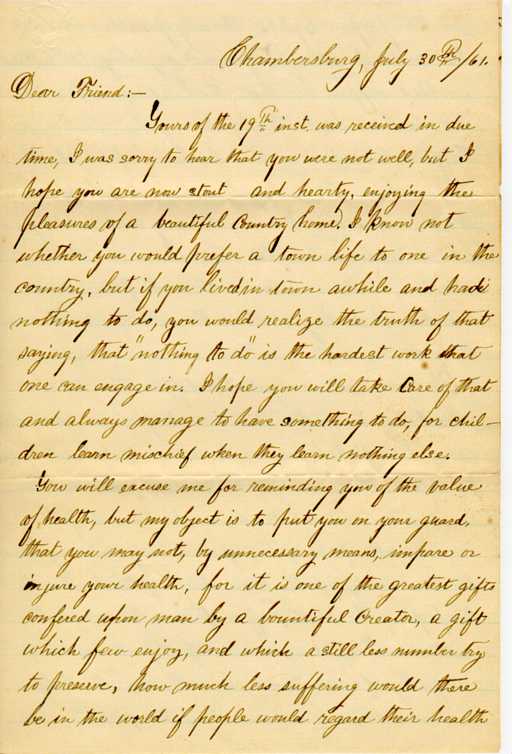 Chambersburg, July 30th/61.
Dear Friend:—
Yours of the 19th inst. was received in due
time, I was sorry to hear that you were not well, but I
hope you are now stout and hearty, enjoying the
pleasures of a beautiful country home. I know not
whether you would prefer a town life to one in the
country, but if you lived in town awhile and had
nothing to do, you would realize the truth of that
saying, that "nothing to do" is the hardest work that
one can engage in. I hope you will take care of that
and always manage to have something to do, for chil-
dren learn mischief when they learn nothing else.
You will excuse me for reminding you of the value
of health, but my object is to put you on your guard,
that you may not, by unnecessary means, impare or
injure your health, for it is one of the greatest gifts
confered upon man by a bountiful Creator, a gift
which few enjoy, and which a still less number try
to preserve, how much less suffering would there
be in the world if people would regard their health